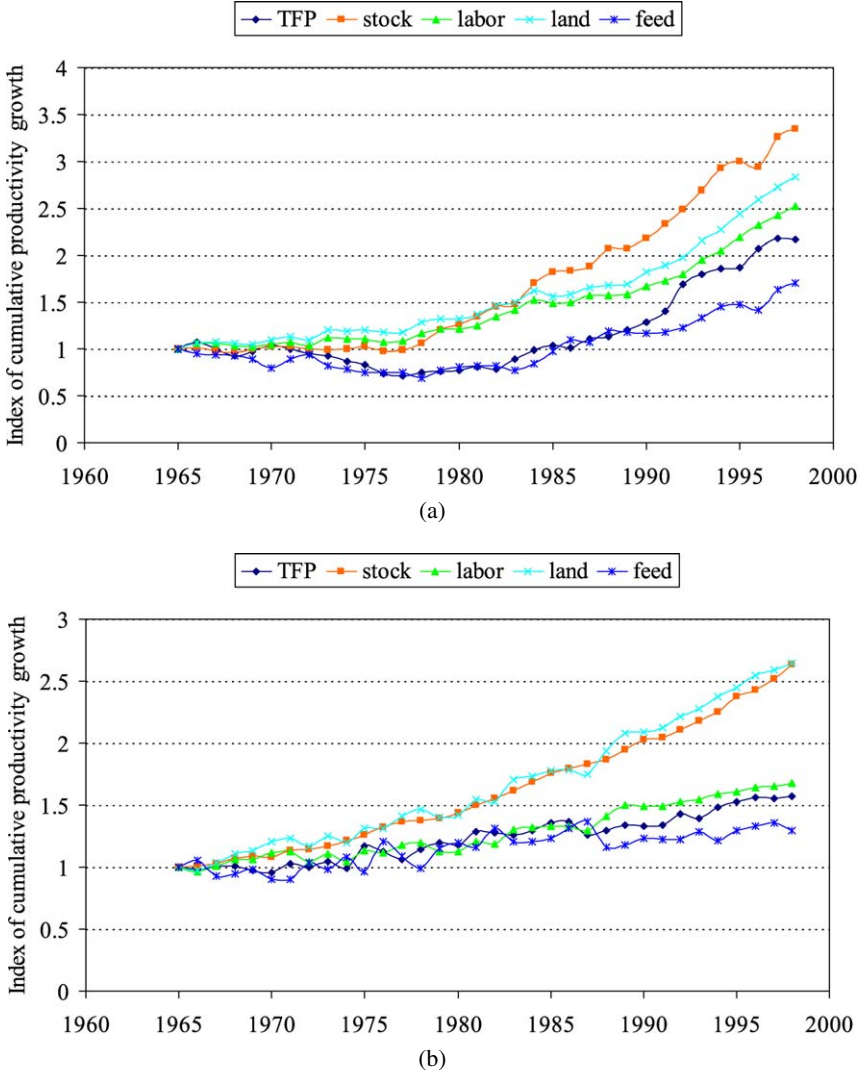 TFP stock labor land feed
Index of cumulative productivity growth
4
3.5
3
2.5
2
1.5
1
0.5
0
1960 1965 1970 1975 1980 1985 1990 1995 2000
(a)
TFP stock labor land feed
Index of cumulative productivity growth
3
2.5
2
1.5
1
0.5
0
1960 1965 1970 1975 1980 1985 1990 1995 2000
(b)